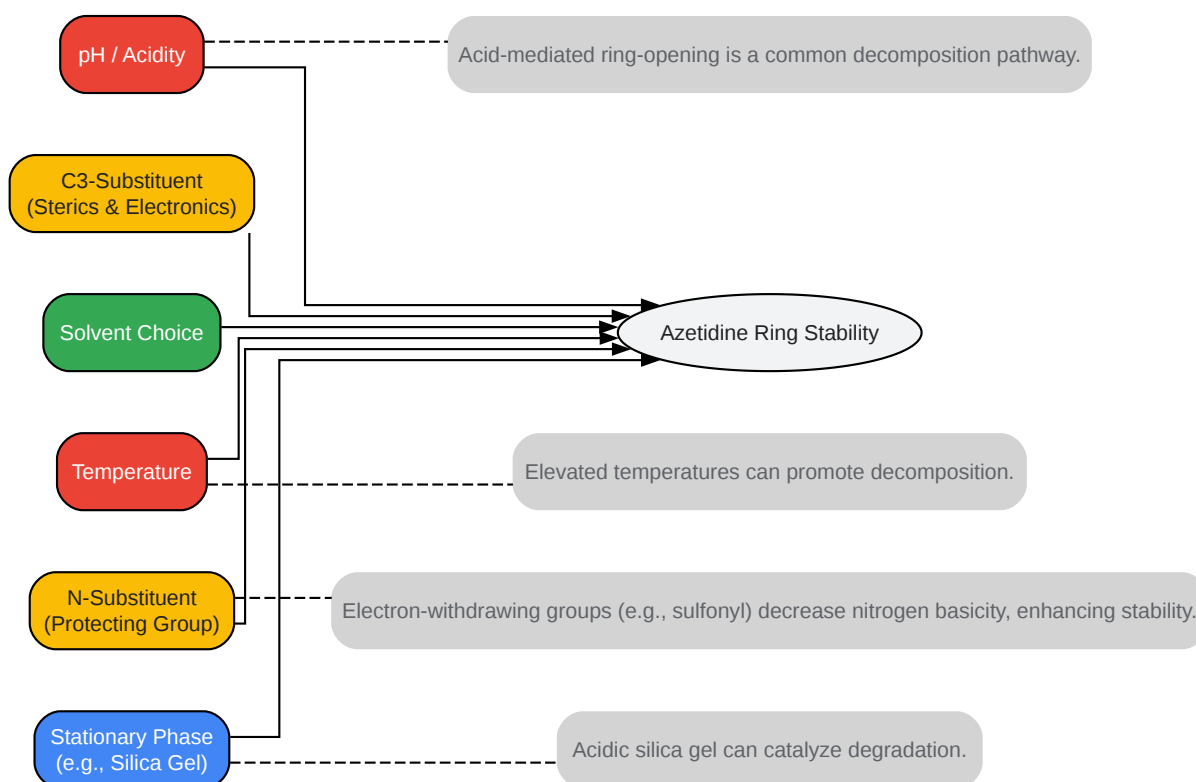 pH / Acidity
Acid-mediated ring-opening is a common decomposition pathway.
C3-Substituent
(Sterics & Electronics)
Solvent Choice
Azetidine Ring Stability
Temperature
Elevated temperatures can promote decomposition.
N-Substituent
(Protecting Group)
Electron-withdrawing groups (e.g., sulfonyl) decrease nitrogen basicity, enhancing stability.
Stationary Phase
(e.g., Silica Gel)
Acidic silica gel can catalyze degradation.